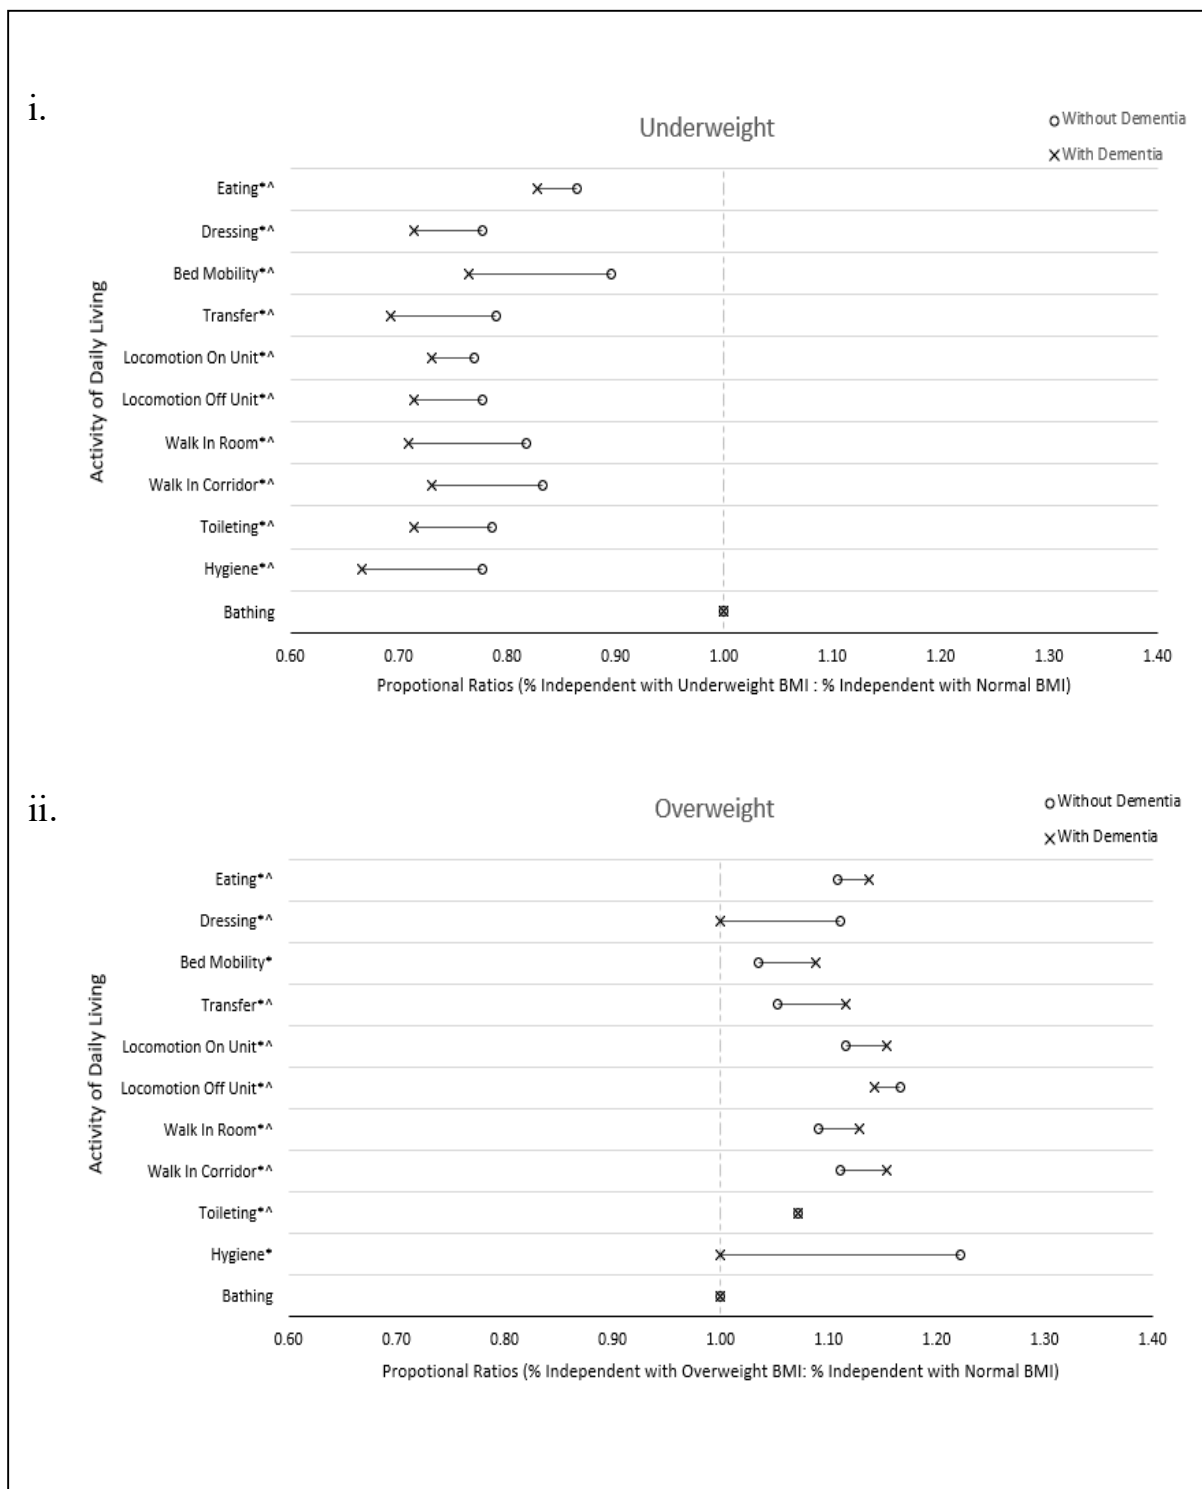 i.
Underweight
Without Dementia
With Dementia
Activity of Daily Living
Eating*^
Dressing*^
Bed Mobility*^
Transfer*^
Locomotion On Unit*^
Locomotion Off Unit*^
Walk In Room*^
Walk In Corridor*^
Toileting*^
Hygiene*^
Bathing
0.60 0.70 0.80 0.90 1.00 1.10 1.20 1.30 1.40
Propotional Ratios (% Independent with Underweight BMI : % Independent with Normal BMI)
ii.
Overweight
Without Dementia
With Dementia
Activity of Daily Living
Eating*^
Dressing*^
Bed Mobility*
Transfer*^
Locomotion On Unit*^
Locomotion Off Unit*^
Walk In Room*^
Walk In Corridor*^
Toileting*^
Hygiene*
Bathing
0.60 0.70 0.80 0.90 1.00 1.10 1.20 1.30 1.40
Propotional Ratios (% Independent with Overweight BMI: % Independent with Normal BMI)